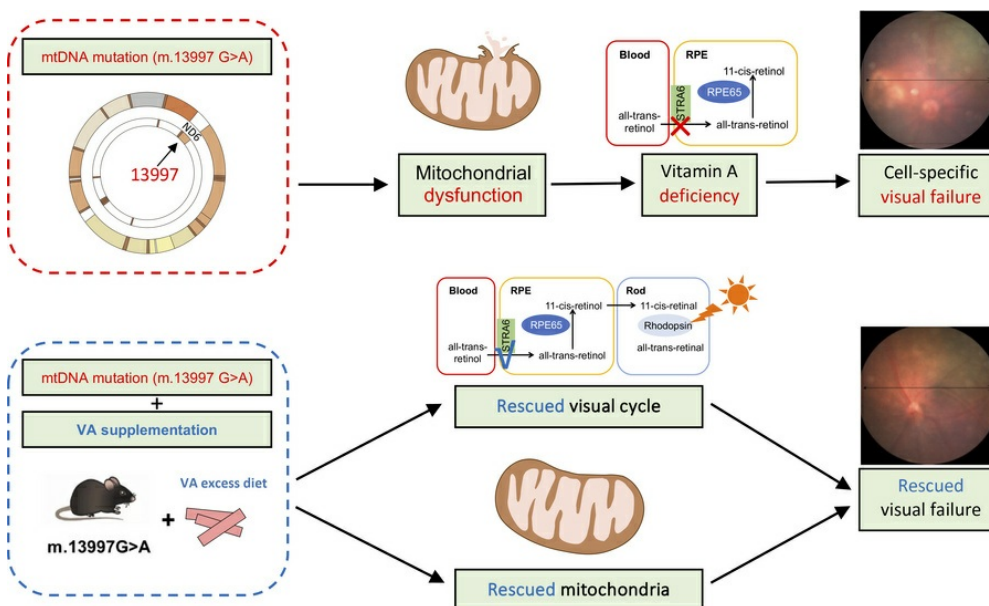 mtDNA mutation (m.13997 G>A)
ND6
13997
Mitochondrial
dysfunction
Blood
RPE
11-cis-retinol
STRA6
RPE65
all-trans-
retinol
all-trans-retinol
Vitamin A
deficiency
Cell-specific
visual failure
mtDNA mutation (m.13997 G>A)
+
VA supplementation
VA excess diet
+
m.13997G>A
Blood
RPE
Rod
11-cis-retinol
11-cis-retinal
STRA6
RPE65
Rhodopsin
all-trans-
retinol
all-trans-retinol
all-trans-retinal
Rescued visual cycle
Rescued mitochondria
Rescued
visual failure